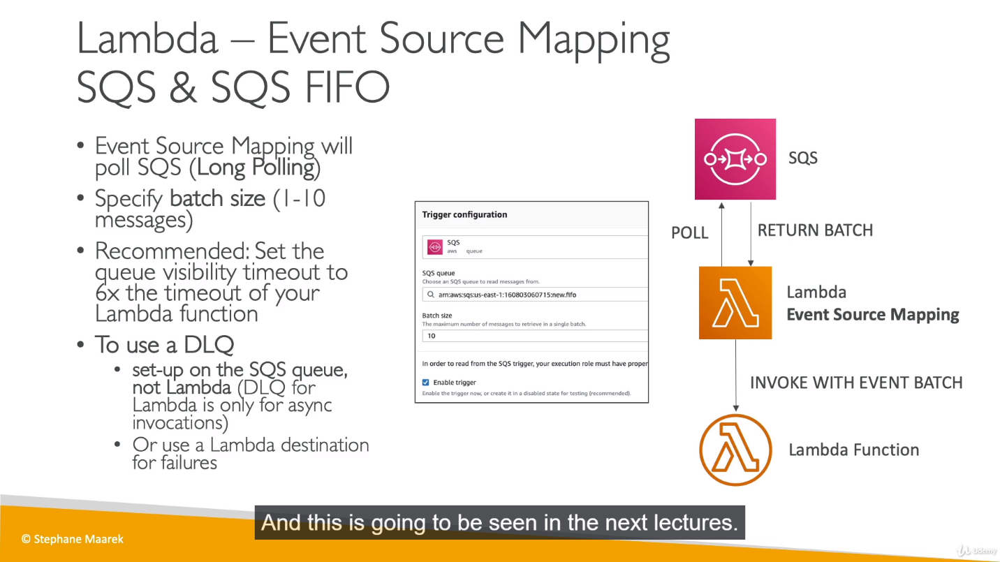 Lambda – Event Source Mapping
SQS & SQS FIFO
• Event Source Mapping will
poll SQS (Long Polling)
• Specify batch size (1-10
messages)
• Recommended: Set the
queue visibility timeout to
6x the timeout of your
Lambda function
• To use a DLQ
• set-up on the SQS queue,
not Lambda (DLQ for
Lambda is only for async
invocations)
• Or use a Lambda destination
for failures
Trigger configuration
SQS
aws queue
SQS queue
Choose an SQS queue to read messages from.
arn:aws:sqs:us-east-1:160803060715:new.fifo
Batch size
The maximum number of messages to retrieve in a single batch.
10
In order to read from the SQS trigger, your execution role must have proper
Enable trigger
Enable the trigger now, or create it in a disabled state for testing (recommended).
SQS
POLL
RETURN BATCH
Lambda
Event Source Mapping
INVOKE WITH EVENT BATCH
Lambda Function
And this is going to be seen in the next lectures.
© Stephane Maarek
Udemy